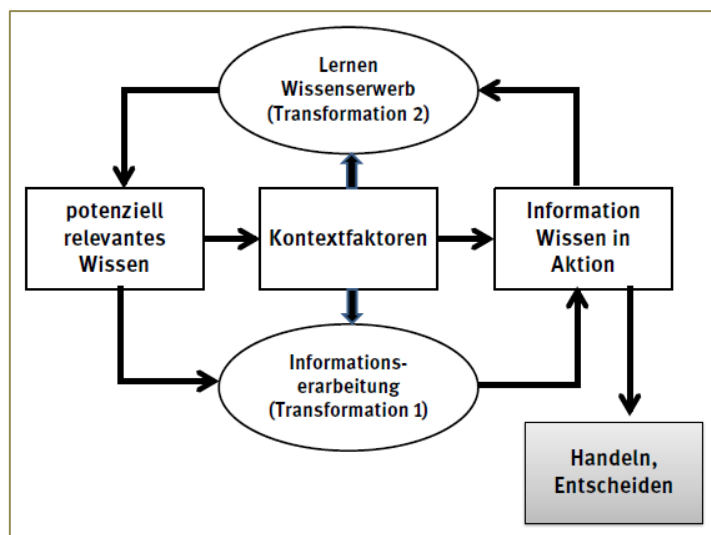 Lernen
Wissenserwerb
(Transformation 2)
potenziell
relevantes
Wissen
Kontextfaktoren
Information
Wissen in
Aktion
Informations-
erarbeitung
(Transformation 1)
Handeln,
Entscheiden